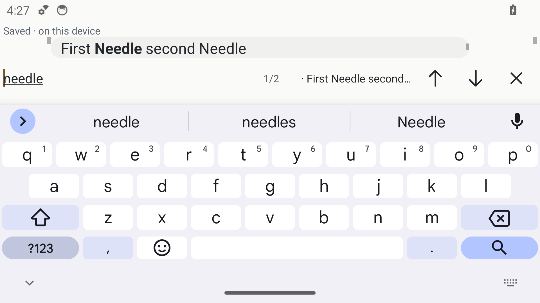 4:27
Saved · on this device
First Needle second Needle
needle
1/2
· First Needle second...
needle needles Needle
q 1 w 2 e 3 r 4 t 5 y 6 u 7 i 8 o 9 p 0
a s d f g h j k l
z x c v b n m
?123 , .